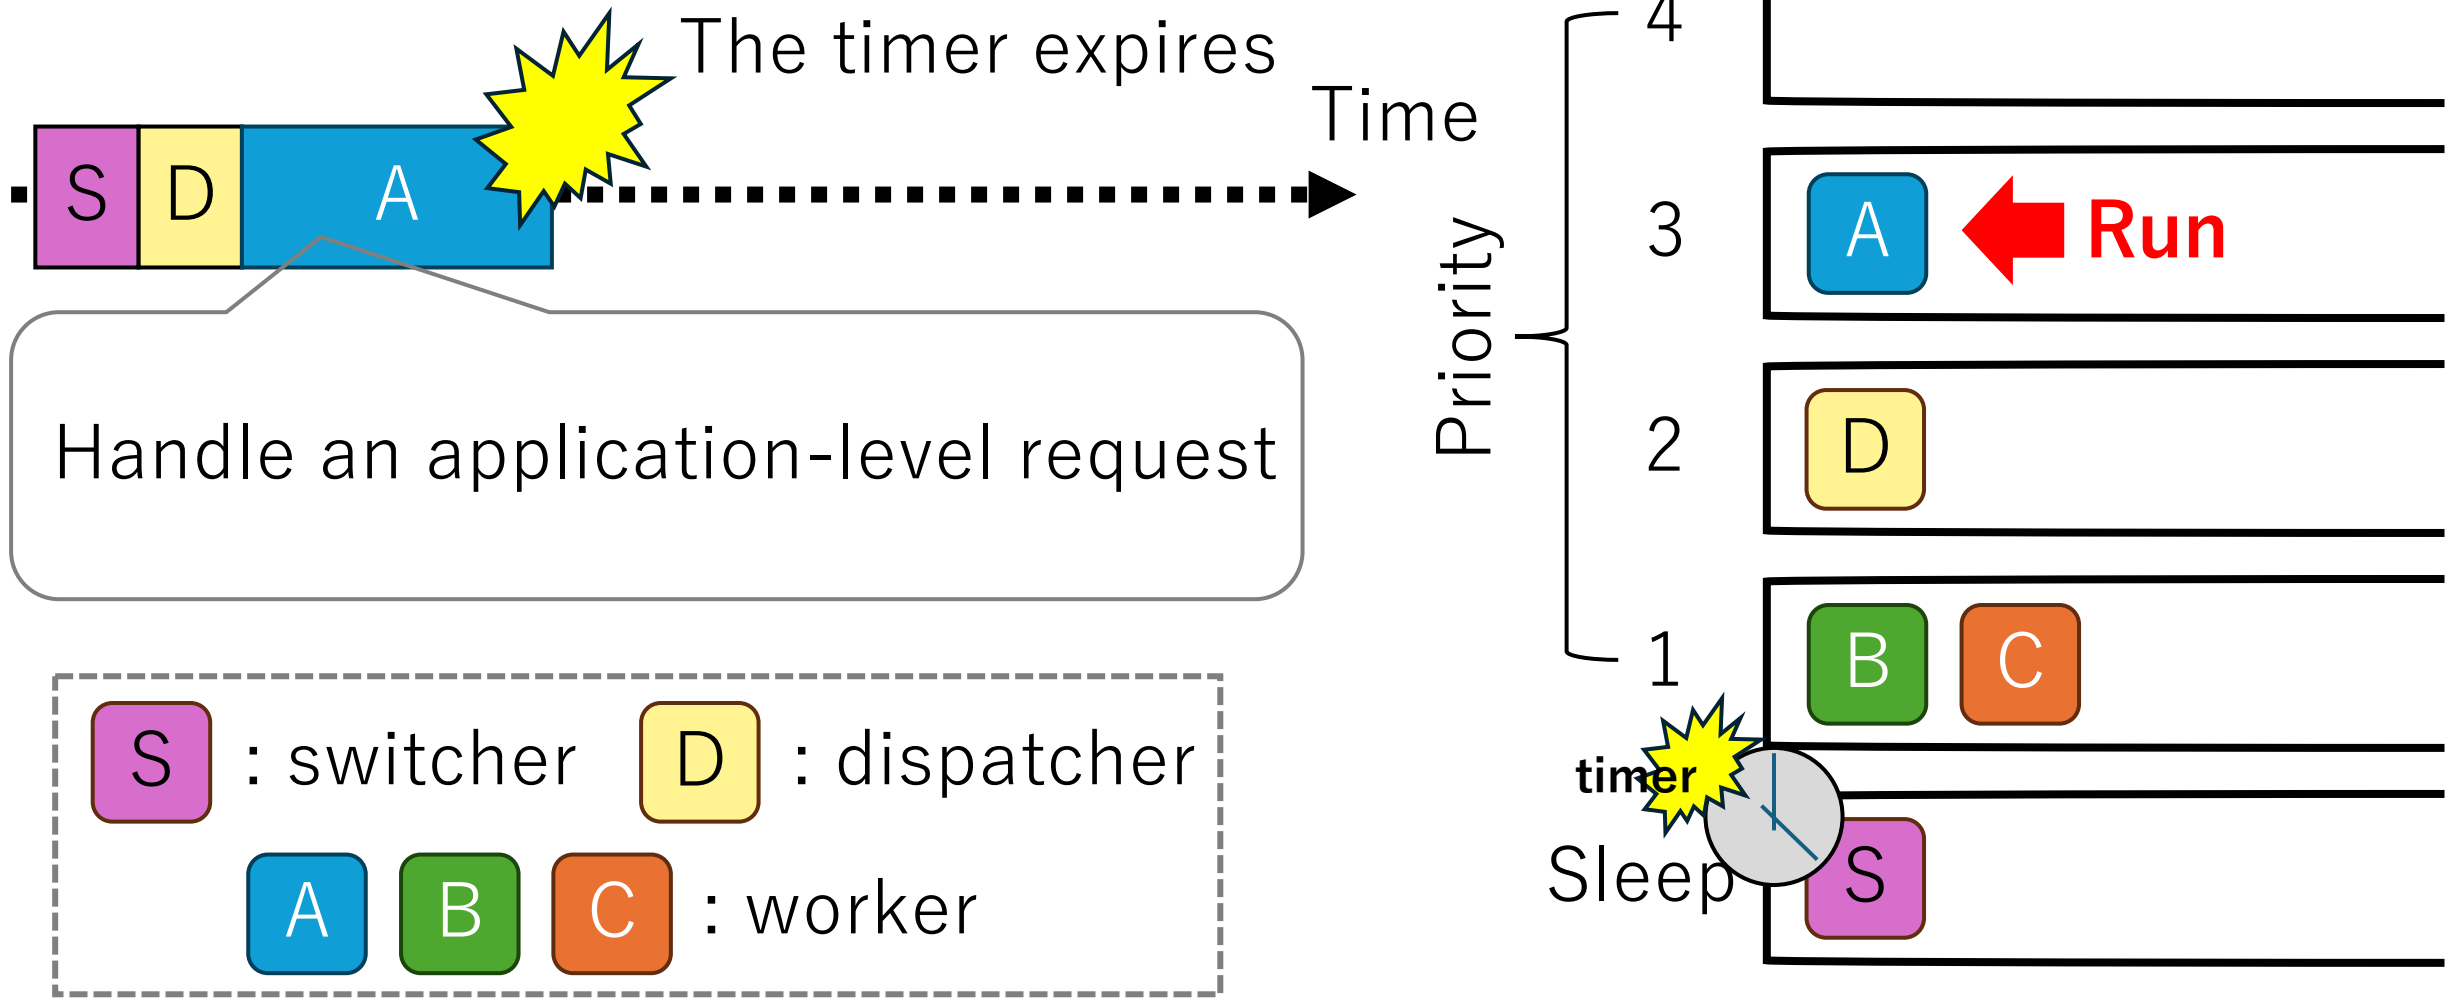 The timer expires
Time
S D A
Handle an application-level request
S : switcher D : dispatcher
A B C : worker
Priority
4
3 A Run
2 D
1 B C
timer
Sleep S